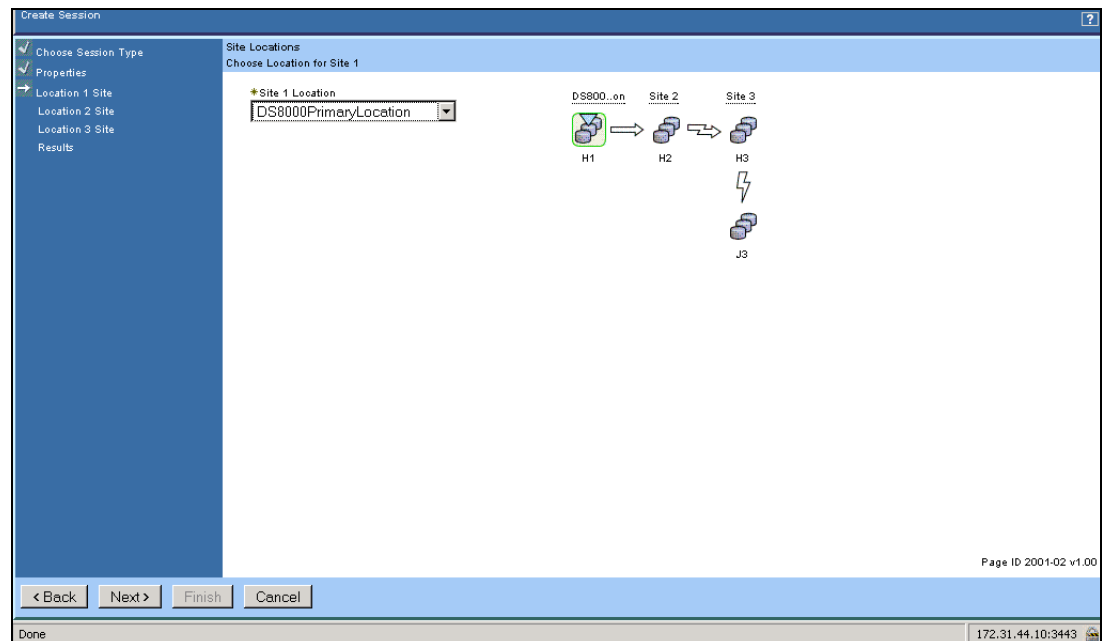 Create Session
?
Choose Session Type
Properties
Location 1 Site
Location 2 Site
Location 3 Site
Results
Site Locations
Choose Location for Site 1
*Site 1 Location
DS8000PrimaryLocation
DS800..on Site 2 Site 3
H1 H2 H3
J3
Page ID 2001-02 v1.00
< Back Next > Finish Cancel
Done 172.31.44.10:3443